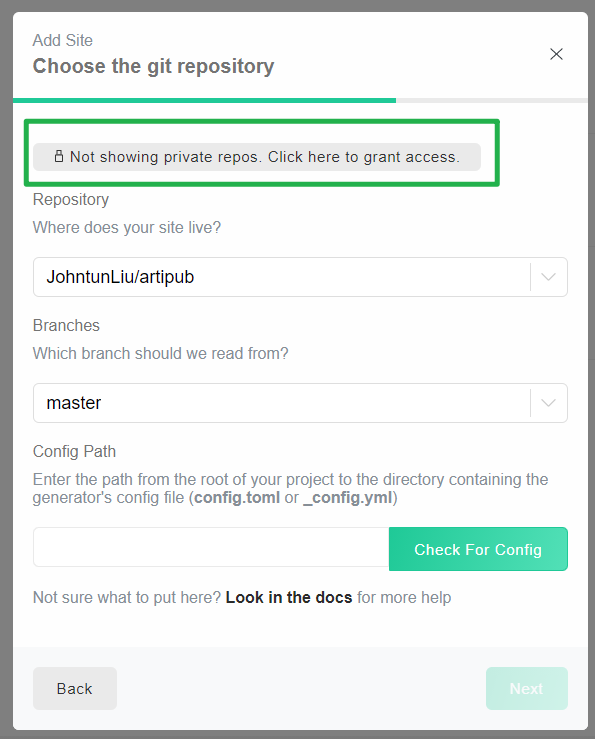 Add Site
Choose the git repository
Not showing private repos. Click here to grant access.
Repository
Where does your site live?
JohntunLiu/artipub
Branches
Which branch should we read from?
master
Config Path
Enter the path from the root of your project to the directory containing the
generator's config file (config.toml or _config.yml)
Check For Config
Not sure what to put here? Look in the docs for more help
Back
Next